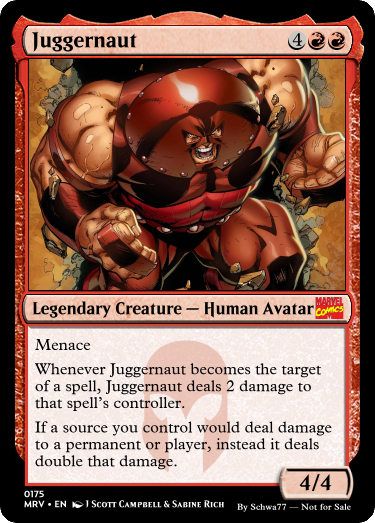 Juggernaut 4
Legendary Creature — Human Avatar MARVEL COMICS
Menace
Whenever Juggernaut becomes the target
of a spell, Juggernaut deals 2 damage to
that spell's controller.
If a source you control would deal damage
to a permanent or player, instead it deals
double that damage.
4/4
0175
MRV • EN J Scott Campbell & Sabine Rich
By Schwa77 — Not for Sale